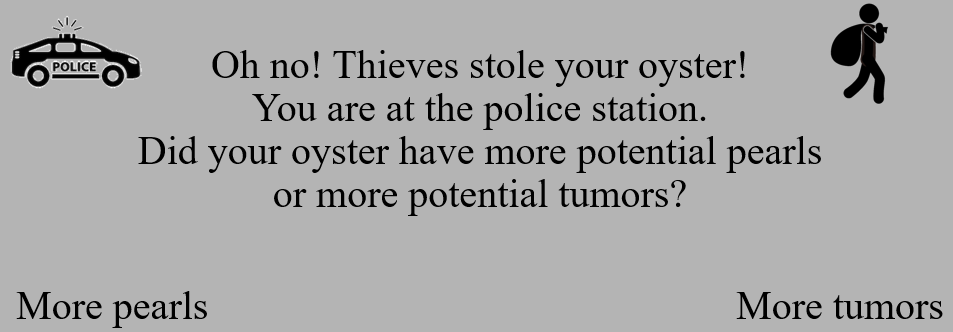 POLICE
Oh no! Thieves stole your oyster!
You are at the police station.
Did your oyster have more potential pearls
or more potential tumors?
More pearls
More tumors